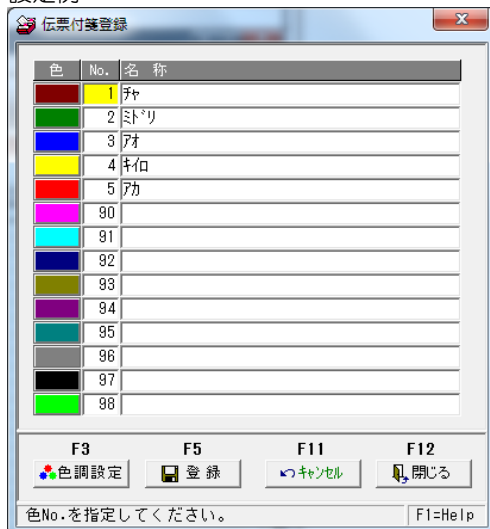 設定例
伝票付箋登録
色 No. 名 称
1 ﾁｬ
2 ﾐﾄﾞﾘ
3 ｱｵ
4 ｷｲﾛ
5 ｱｶ
90
91
92
93
94
95
96
97
98
F3 F5 F11 F12
色調設定 登 録 ｷｬﾝｾﾙ 閉じる
色No.を指定してください。 F1=Help